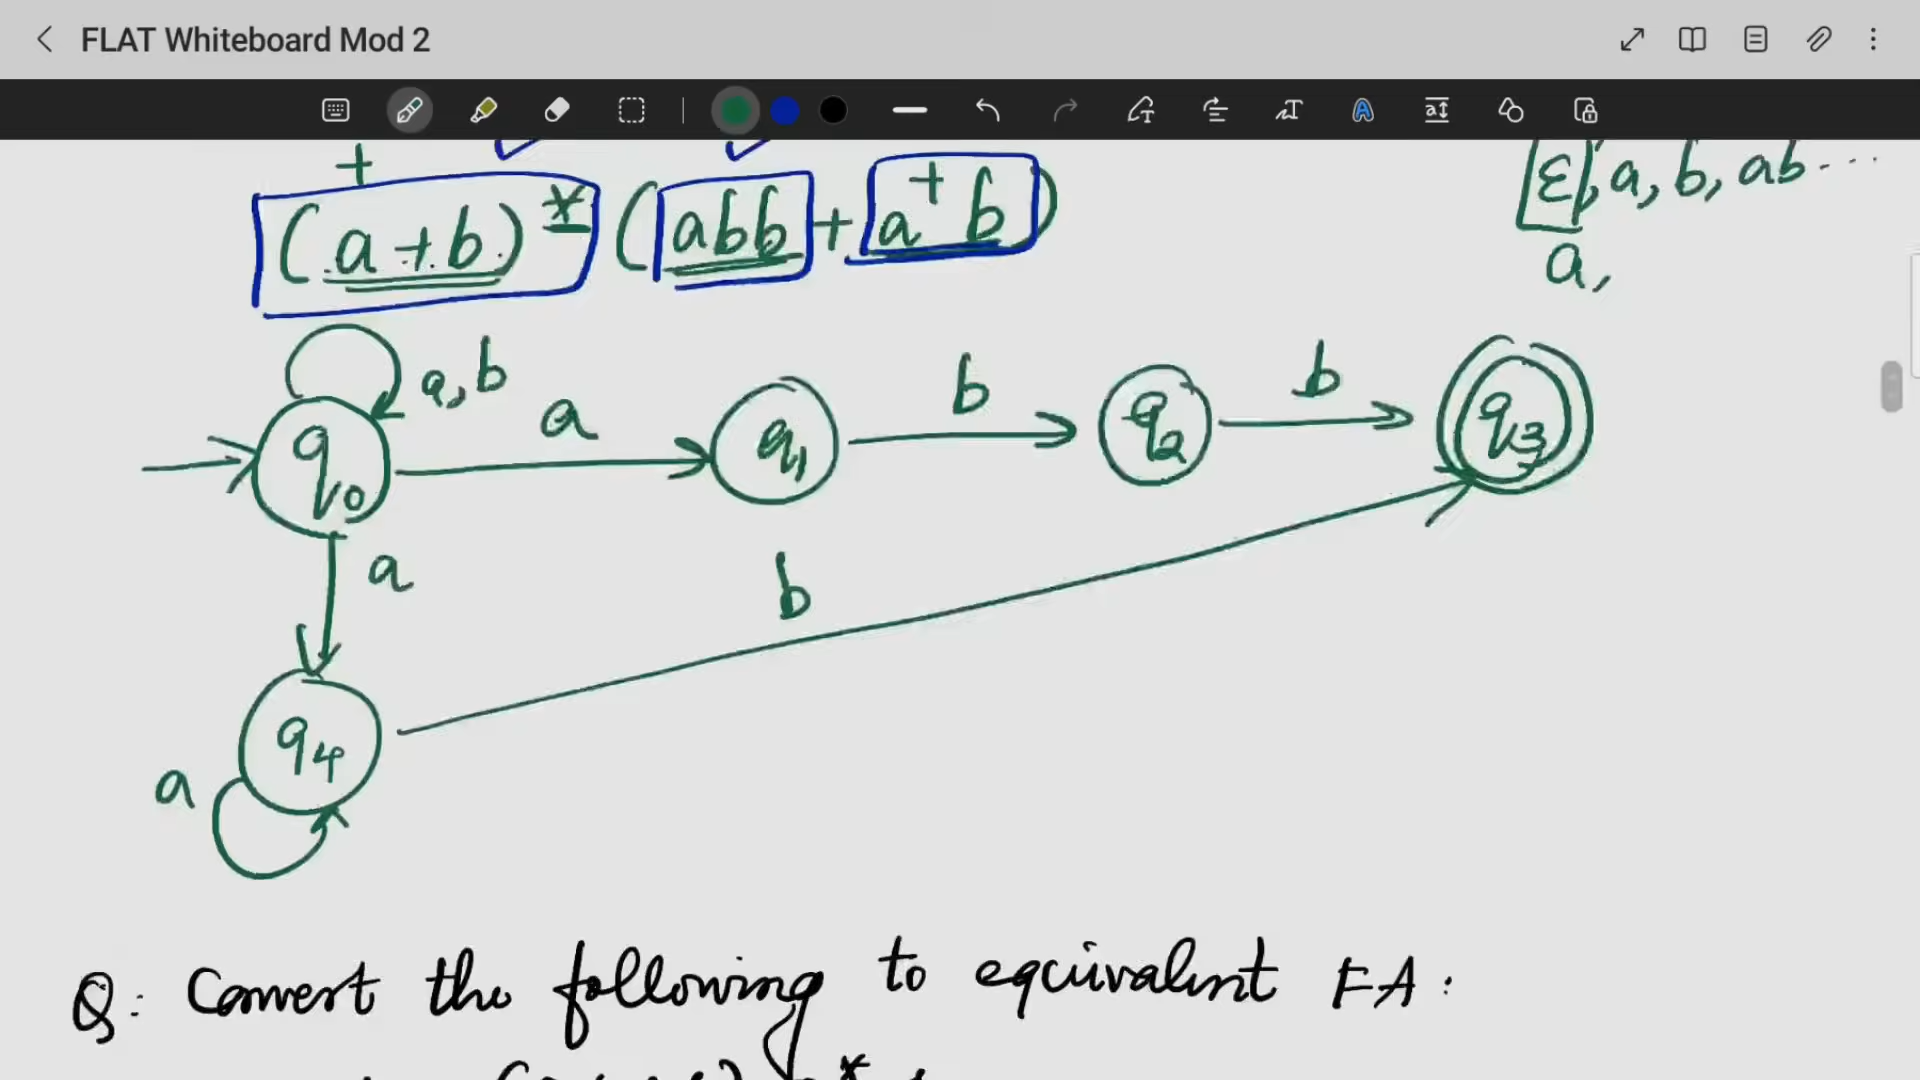 FLAT Whiteboard Mod 2
+
(a+b)* (abb + a⁺b)
ε, a, b, ab ...
a,
a, b
a
b
b
q0
q1
q2
q3
a
b
q4
a
Q: Convert the following to equivalent FA: